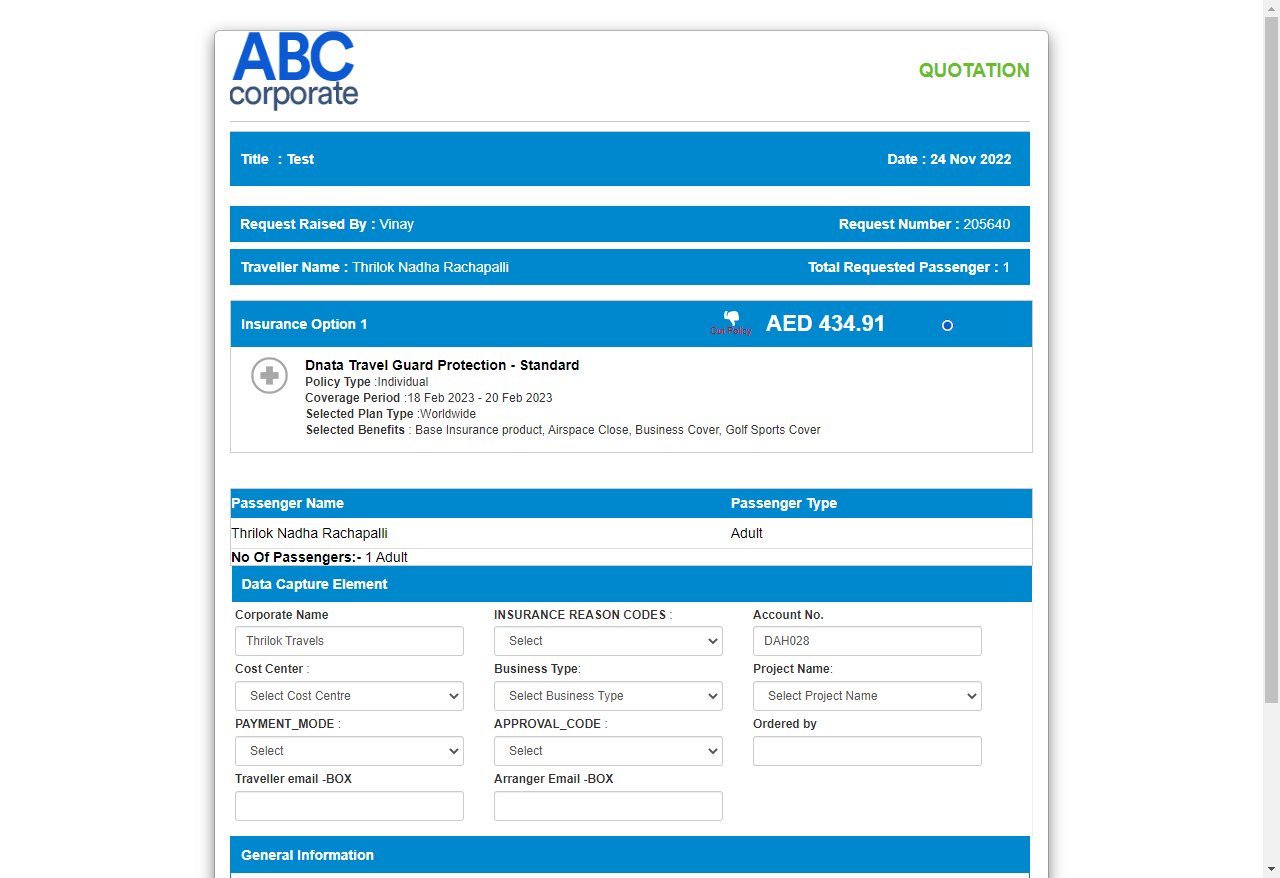 ABC
corporate
QUOTATION
Title : Test
Date : 24 Nov 2022
Request Raised By : Vinay
Request Number : 205640
Traveller Name : Thrilok Nadha Rachapalli
Total Requested Passenger : 1
Insurance Option 1
Out Policy
AED 434.91
Dnata Travel Guard Protection - Standard
Policy Type :Individual
Coverage Period :18 Feb 2023 - 20 Feb 2023
Selected Plan Type :Worldwide
Selected Benefits : Base Insurance product, Airspace Close, Business Cover, Golf Sports Cover
Passenger Name
Passenger Type
Thrilok Nadha Rachapalli
Adult
No Of Passengers:- 1 Adult
Data Capture Element
Corporate Name
INSURANCE REASON CODES :
Account No.
Thrilok Travels
Select
DAH028
Cost Center :
Business Type:
Project Name:
Select Cost Centre
Select Business Type
Select Project Name
PAYMENT_MODE :
APPROVAL_CODE :
Ordered by
Select
Select
Traveller email -BOX
Arranger Email -BOX
General Information